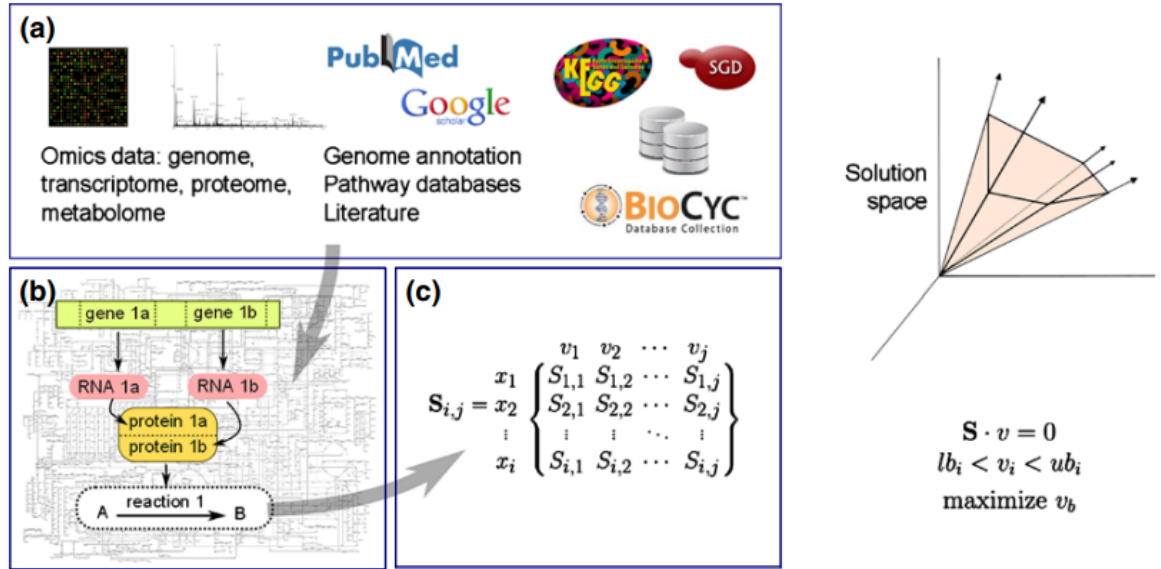 (a)
PubMed
Google
scholar
KEGG
SGD
BIOCYC™
Database Collection
Omics data: genome,
transcriptome, proteome,
metabolome
Genome annotation
Pathway databases
Literature
(b)
gene 1a
gene 1b
RNA 1a
RNA 1b
protein 1a
protein 1b
reaction 1
A
B
(c)
v₁ v₂ ⋯ vⱼ
x₁ S₁,₁ S₁,₂ ⋯ S₁,ⱼ
Sᵢ,ⱼ = x₂ S₂,₁ S₂,₂ ⋯ S₂,ⱼ
⋮ ⋮ ⋮ ⋱ ⋮
xᵢ Sᵢ,₁ Sᵢ,₂ ⋯ Sᵢ,ⱼ
Solution
space
S · v = 0
lbᵢ < vᵢ < ubᵢ
maximize v_b